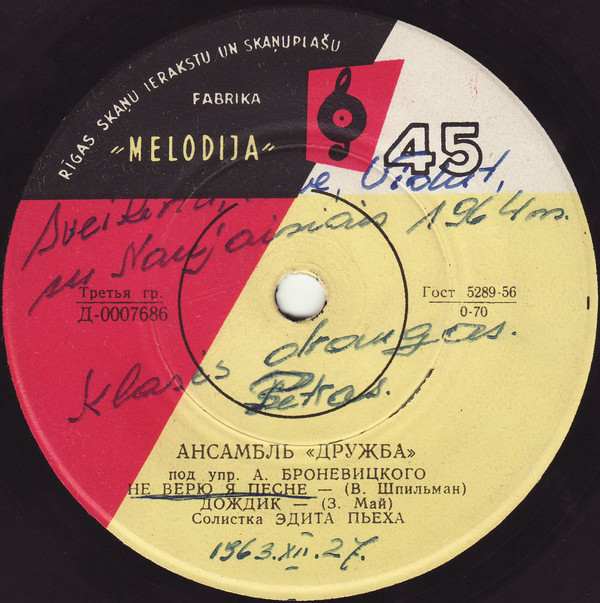 RĪGAS SKAŅU IERAKSTU UN SKAŅUPLAŠU
FABRIKA
"MELODIJA"
45
Sveikinu, Tave, Vidut,
su Naujaisiais 1964 m.
Третья гр.
Д-0007686
Гост 5289-56
0-70
Klasės draugas.
Petras.
АНСАМБЛЬ «ДРУЖБА»
под упр. А. БРОНЕВИЦКОГО
НЕ ВЕРЮ Я ПЕСНЕ — (В. Шпильман)
ДОЖДИК — (З. Май)
Солистка ЭДИТА ПЬЕХА
1963.XII.27.